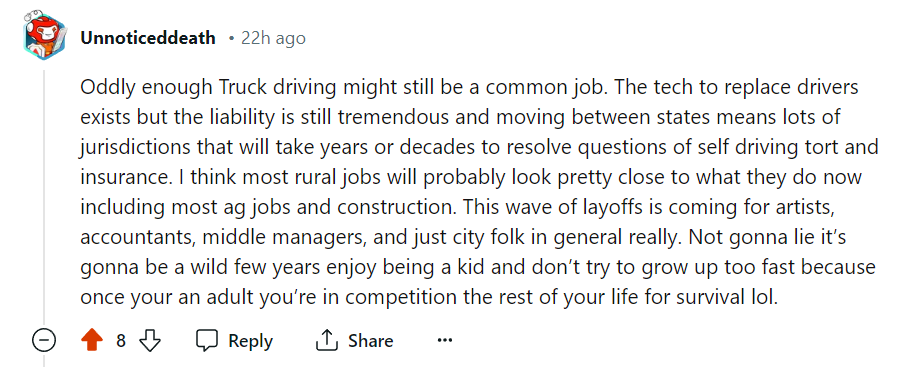 Unnoticeddeath • 22h ago
Oddly enough Truck driving might still be a common job. The tech to replace drivers
exists but the liability is still tremendous and moving between states means lots of
jurisdictions that will take years or decades to resolve questions of self driving tort and
insurance. I think most rural jobs will probably look pretty close to what they do now
including most ag jobs and construction. This wave of layoffs is coming for artists,
accountants, middle managers, and just city folk in general really. Not gonna lie it’s
gonna be a wild few years enjoy being a kid and don’t try to grow up too fast because
once your an adult you’re in competition the rest of your life for survival lol.
8 Reply Share